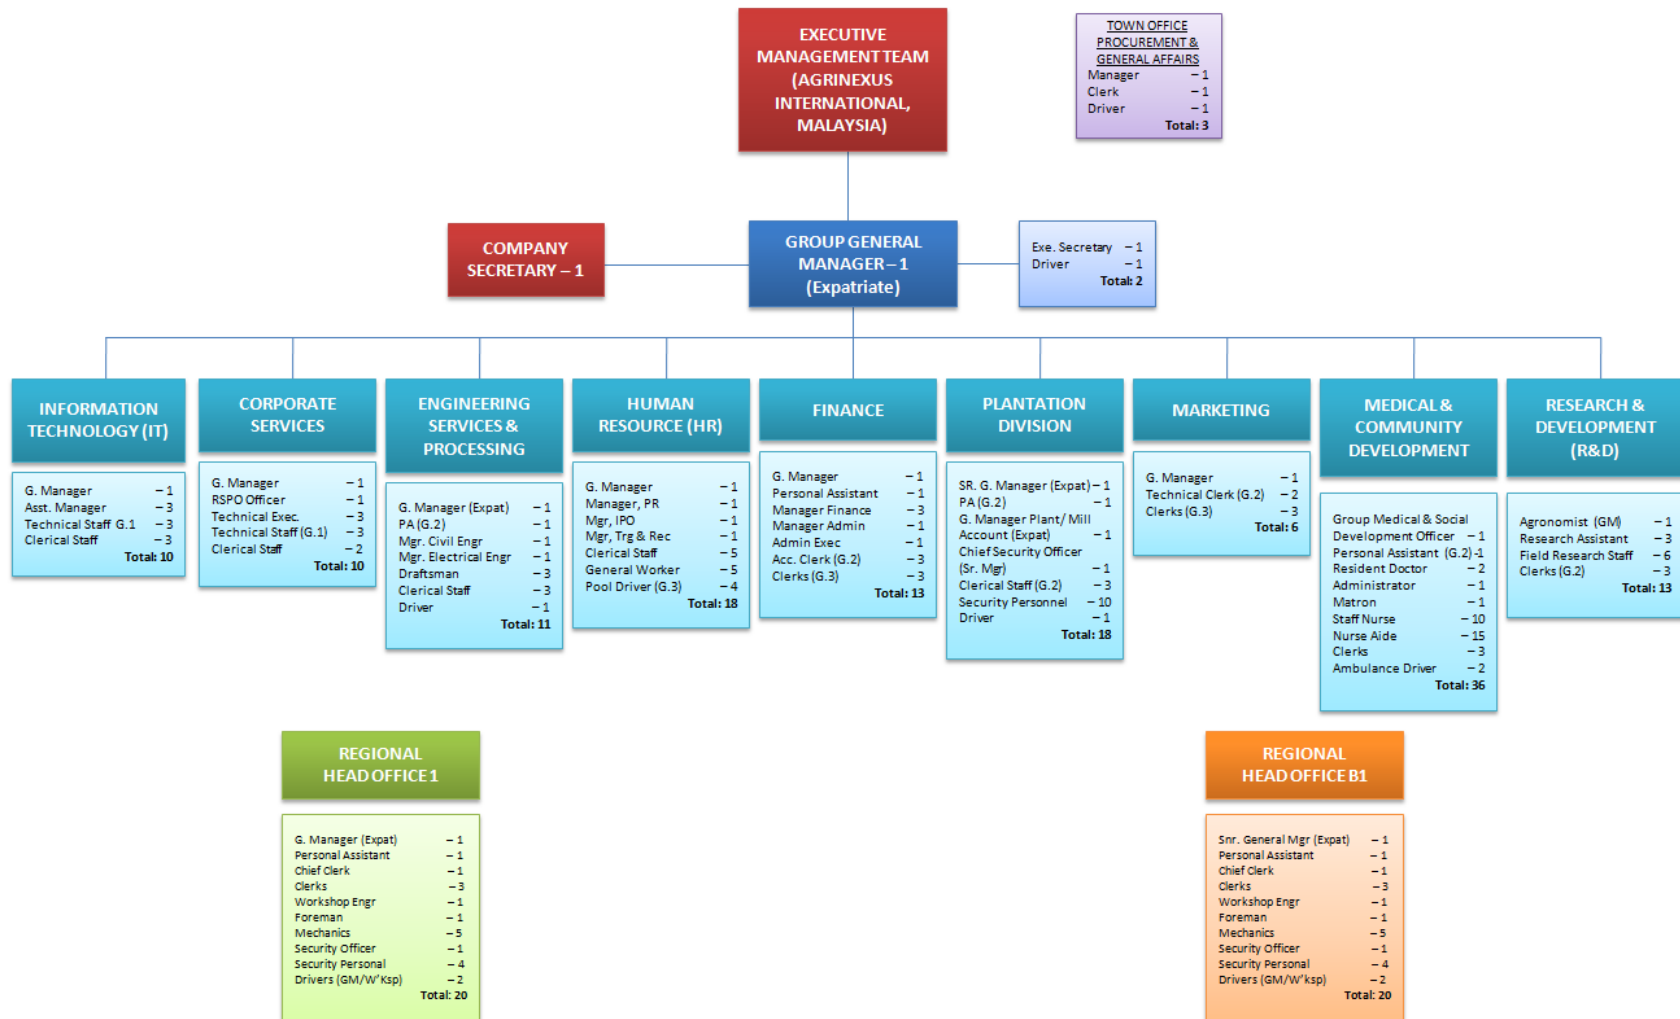 EXECUTIVE
MANAGEMENT TEAM
(AGRINEXUS
INTERNATIONAL,
MALAYSIA)
TOWN OFFICE
PROCUREMENT &
GENERAL AFFAIRS
Manager – 1
Clerk – 1
Driver – 1
Total: 3
COMPANY
SECRETARY – 1
GROUP GENERAL
MANAGER – 1
(Expatriate)
Exe. Secretary – 1
Driver – 1
Total: 2
INFORMATION
TECHNOLOGY (IT)
G. Manager – 1
Asst. Manager – 3
Technical Staff G.1 – 3
Clerical Staff – 3
Total: 10
CORPORATE
SERVICES
G. Manager – 1
RSPO Officer – 1
Technical Exec. – 3
Technical Staff (G.1) – 3
Clerical Staff – 2
Total: 10
ENGINEERING
SERVICES &
PROCESSING
G. Manager (Expat) – 1
PA (G.2) – 1
Mgr. Civil Engr – 1
Mgr. Electrical Engr – 1
Draftsman – 3
Clerical Staff – 3
Driver – 1
Total: 11
HUMAN
RESOURCE (HR)
G. Manager – 1
Manager, PR – 1
Mgr, IPO – 1
Mgr, Trg & Rec – 1
Clerical Staff – 5
General Worker – 5
Pool Driver (G.3) – 4
Total: 18
FINANCE
G. Manager – 1
Personal Assistant – 1
Manager Finance – 3
Manager Admin – 1
Admin Exec – 1
Acc. Clerk (G.2) – 3
Clerks (G.3) – 3
Total: 13
PLANTATION
DIVISION
SR. G. Manager (Expat) – 1
PA (G.2) – 1
G. Manager Plant/ Mill
Account (Expat) – 1
Chief Security Officer
(Sr. Mgr) – 1
Clerical Staff (G.2) – 3
Security Personnel – 10
Driver – 1
Total: 18
MARKETING
G. Manager – 1
Technical Clerk (G.2) – 2
Clerks (G.3) – 3
Total: 6
MEDICAL &
COMMUNITY
DEVELOPMENT
Group Medical & Social
Development Officer – 1
Personal Assistant (G.2) -1
Resident Doctor – 2
Administrator – 1
Matron – 1
Staff Nurse – 10
Nurse Aide – 15
Clerks – 3
Ambulance Driver – 2
Total: 36
RESEARCH &
DEVELOPMENT
(R&D)
Agronomist (GM) – 1
Research Assistant – 3
Field Research Staff – 6
Clerks (G.2) – 3
Total: 13
REGIONAL
HEAD OFFICE 1
G. Manager (Expat) – 1
Personal Assistant – 1
Chief Clerk – 1
Clerks – 3
Workshop Engr – 1
Foreman – 1
Mechanics – 5
Security Officer – 1
Security Personal – 4
Drivers (GM/W'Ksp) – 2
Total: 20
REGIONAL
HEAD OFFICE B1
Snr. General Mgr (Expat) – 1
Personal Assistant – 1
Chief Clerk – 1
Clerks – 3
Workshop Engr – 1
Foreman – 1
Mechanics – 5
Security Officer – 1
Security Personal – 4
Drivers (GM/W'ksp) – 2
Total: 20